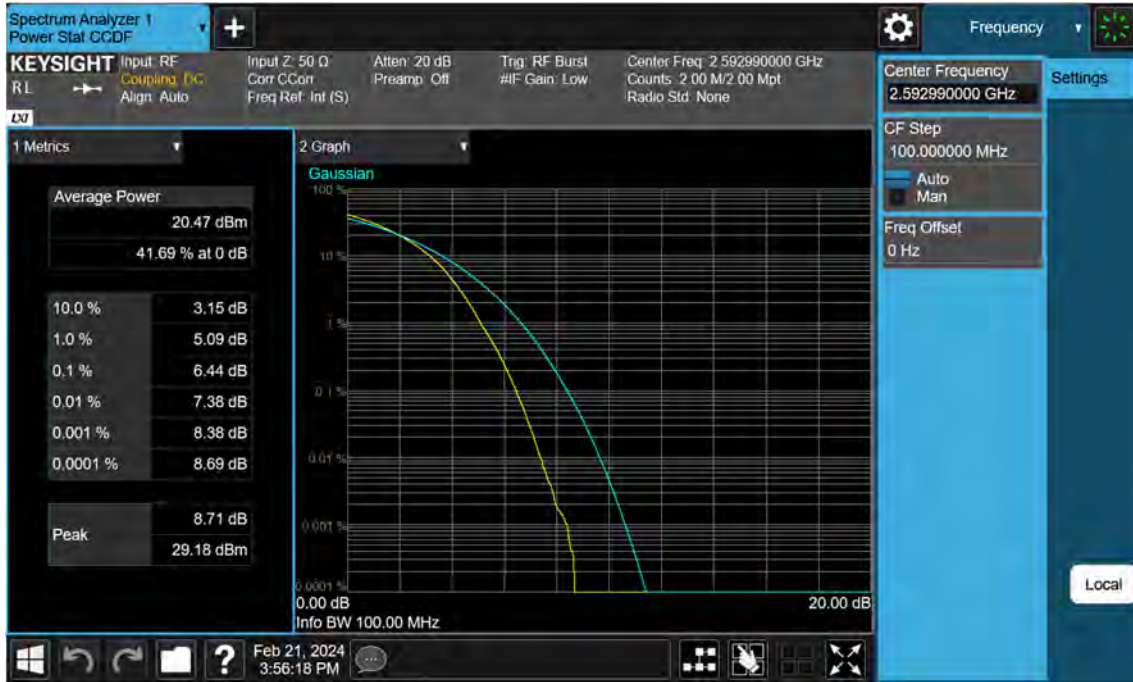 Spectrum Analyzer 1
Power Stat CCDF
Frequency
KEYSIGHT
RL
LXI
Input: RF
Coupling: DC
Align: Auto
Input Z: 50 Ω
Corr CCorr
Freq Ref: Int (S)
Atten: 20 dB
Preamp: Off
Trig: RF Burst
#IF Gain: Low
Center Freq: 2.592990000 GHz
Counts: 2.00 M/2.00 Mpt
Radio Std: None
Center Frequency
2.592990000 GHz
Settings
CF Step
100.000000 MHz
Auto
Man
Freq Offset
0 Hz
1 Metrics
Average Power
20.47 dBm
41.69 % at 0 dB
10.0 % 3.15 dB
1.0 % 5.09 dB
0.1 % 6.44 dB
0.01 % 7.38 dB
0.001 % 8.38 dB
0.0001 % 8.69 dB
Peak
8.71 dB
29.18 dBm
2 Graph
Gaussian
100 %
10 %
1 %
0.1 %
0.01 %
0.001 %
0.0001 %
0.00 dB 20.00 dB
Info BW 100.00 MHz
Local
?
Feb 21, 2024
3:56:18 PM